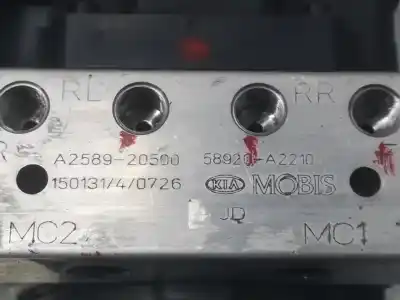 RL RR
A2589-20500 58920-A2210
150131/4/0726 KIA MOBIS
JD
MC2 MC1